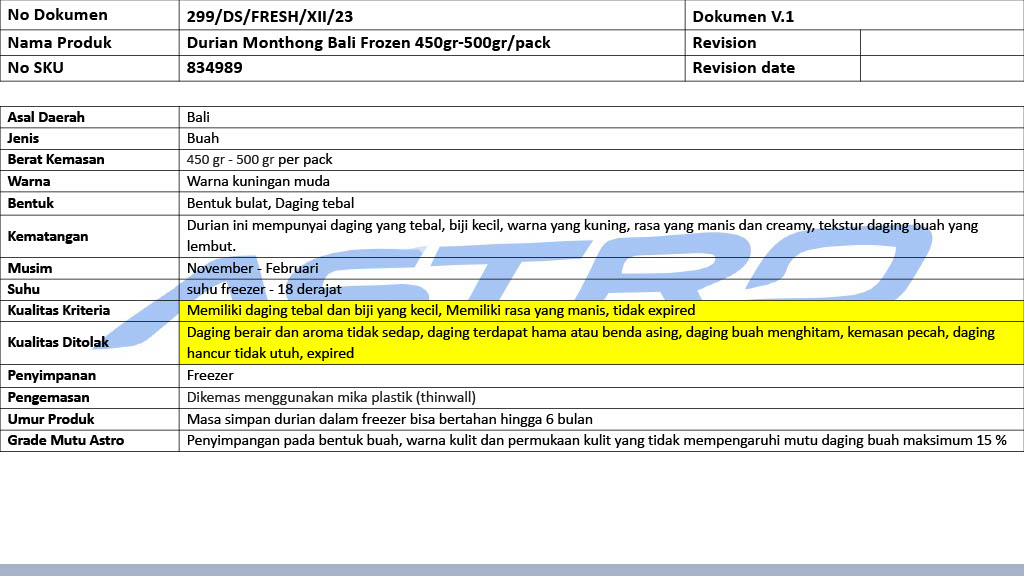 No Dokumen 299/DS/FRESH/XII/23 Dokumen V.1
Nama Produk Durian Monthong Bali Frozen 450gr-500gr/pack Revision
No SKU 834989 Revision date
Asal Daerah Bali
Jenis Buah
Berat Kemasan 450 gr - 500 gr per pack
Warna Warna kuningan muda
Bentuk Bentuk bulat, Daging tebal
Kematangan Durian ini mempunyai daging yang tebal, biji kecil, warna yang kuning, rasa yang manis dan creamy, tekstur daging buah yang
lembut.
Musim November - Februari
Suhu suhu freezer - 18 derajat
Kualitas Kriteria Memiliki daging tebal dan biji yang kecil, Memiliki rasa yang manis, tidak expired
Kualitas Ditolak Daging berair dan aroma tidak sedap, daging terdapat hama atau benda asing, daging buah menghitam, kemasan pecah, daging
hancur tidak utuh, expired
Penyimpanan Freezer
Pengemasan Dikemas menggunakan mika plastik (thinwall)
Umur Produk Masa simpan durian dalam freezer bisa bertahan hingga 6 bulan
Grade Mutu Astro Penyimpangan pada bentuk buah, warna kulit dan permukaan kulit yang tidak mempengaruhi mutu daging buah maksimum 15 %
ASTRO